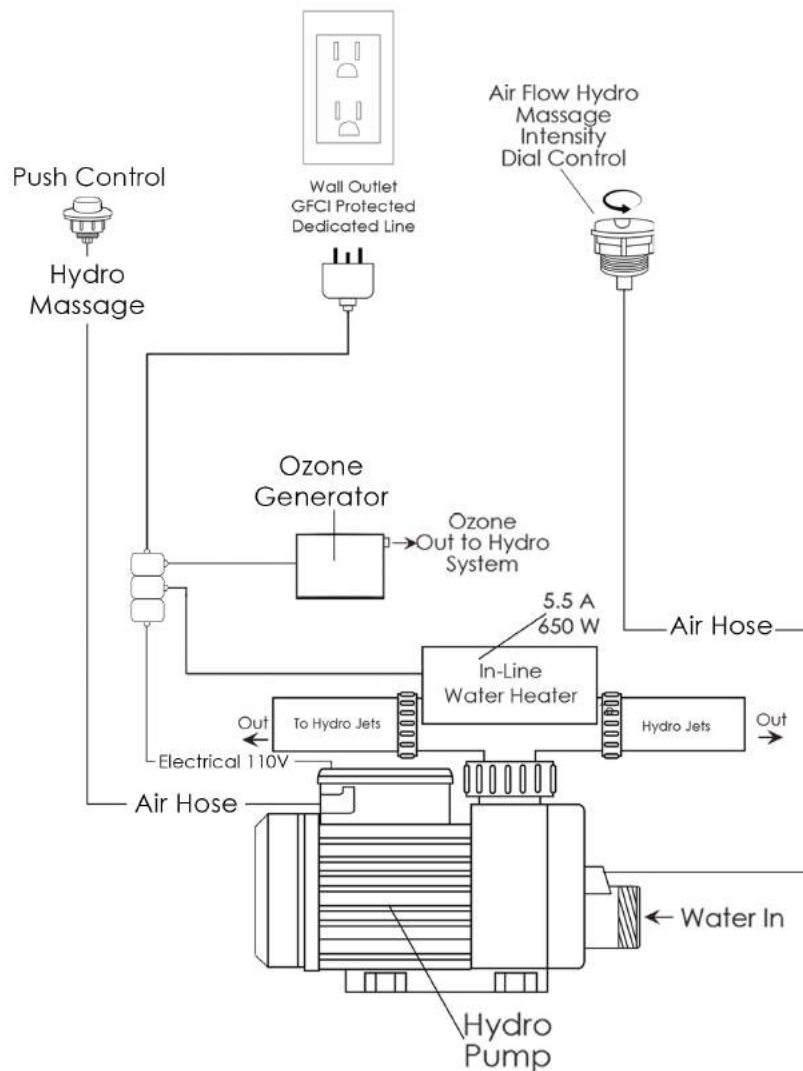 Air Flow Hydro
Massage
Intensity
Dial Control
Push Control
Wall Outlet
GFCI Protected
Dedicated Line
Hydro
Massage
Ozone
Generator
Ozone
Out to Hydro
System
5.5 A
650 W
Air Hose
In-Line
Water Heater
Out
To Hydro Jets
Hydro Jets
Out
Electrical 110V
Air Hose
Water In
Hydro
Pump